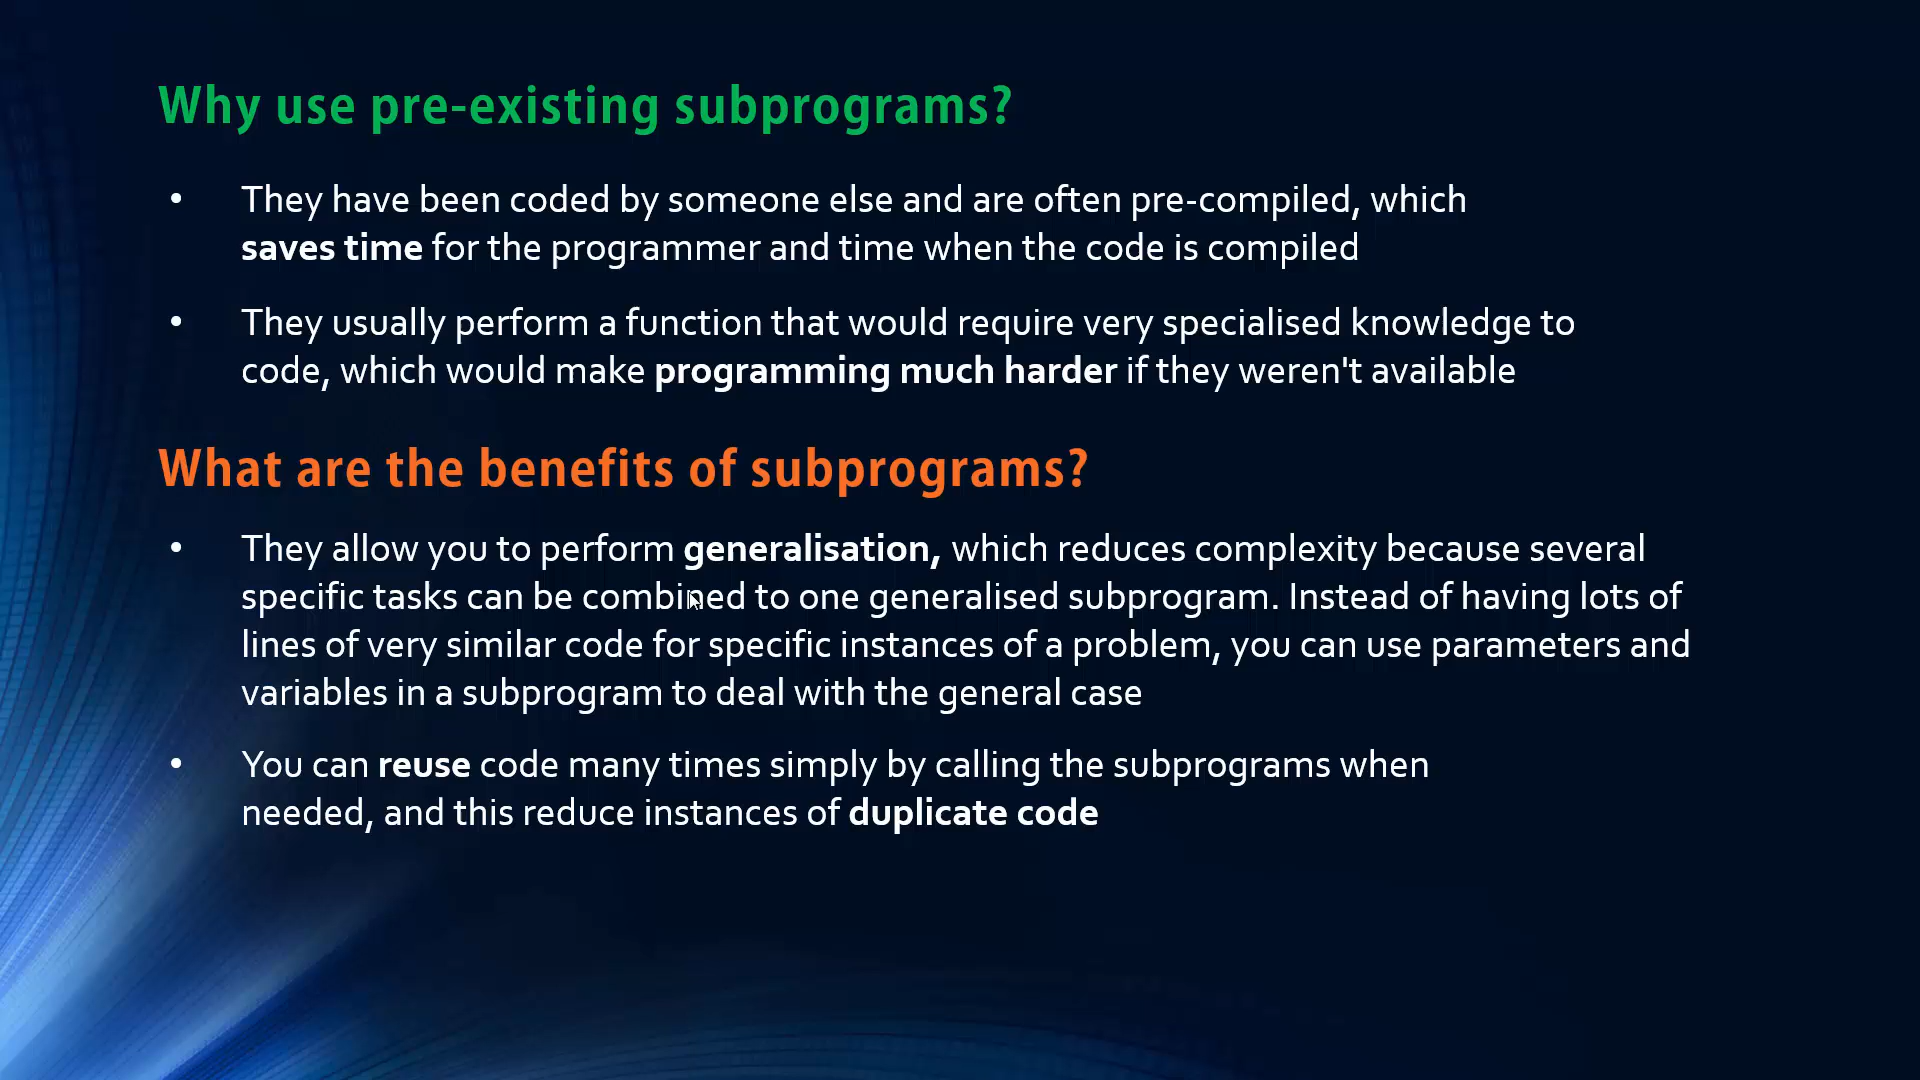 Why use pre-existing subprograms?
• They have been coded by someone else and are often pre-compiled, which
saves time for the programmer and time when the code is compiled
• They usually perform a function that would require very specialised knowledge to
code, which would make programming much harder if they weren't available
What are the benefits of subprograms?
• They allow you to perform generalisation, which reduces complexity because several
specific tasks can be combined to one generalised subprogram. Instead of having lots of
lines of very similar code for specific instances of a problem, you can use parameters and
variables in a subprogram to deal with the general case
• You can reuse code many times simply by calling the subprograms when
needed, and this reduce instances of duplicate code